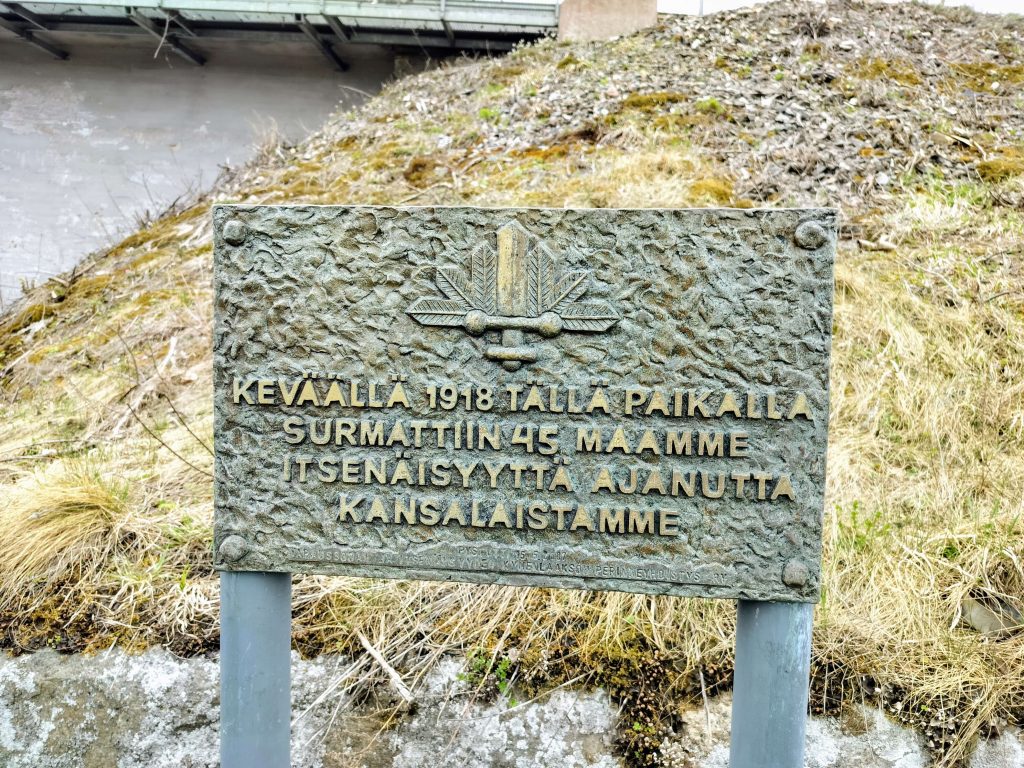 KEVÄÄLLÄ 1918 TÄLLÄ PAIKALLA
SURMATTIIN 45 MAAMME
ITSENÄISYYTTÄ AJANUTTA
KANSALAISTAMME